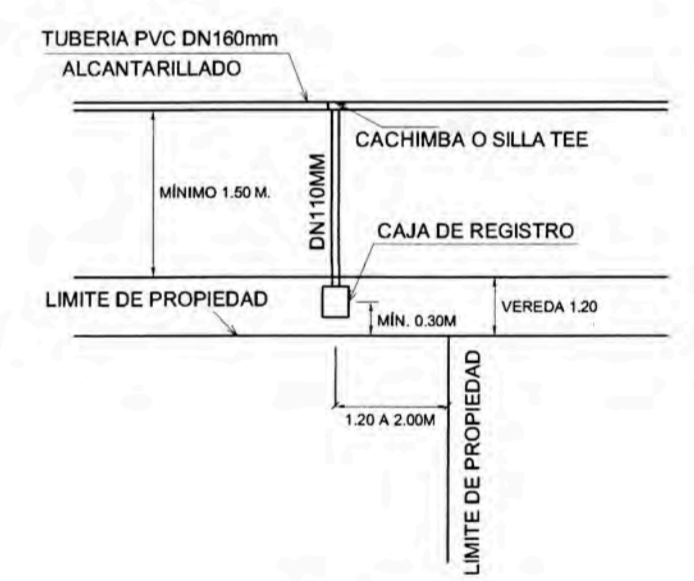 TUBERIA PVC DN160mm
ALCANTARILLADO
CACHIMBA O SILLA TEE
MÍNIMO 1.50 M.
DN110MM
CAJA DE REGISTRO
LIMITE DE PROPIEDAD
MÍN. 0.30M
VEREDA 1.20
1.20 A 2.00M
LIMITE DE PROPIEDAD